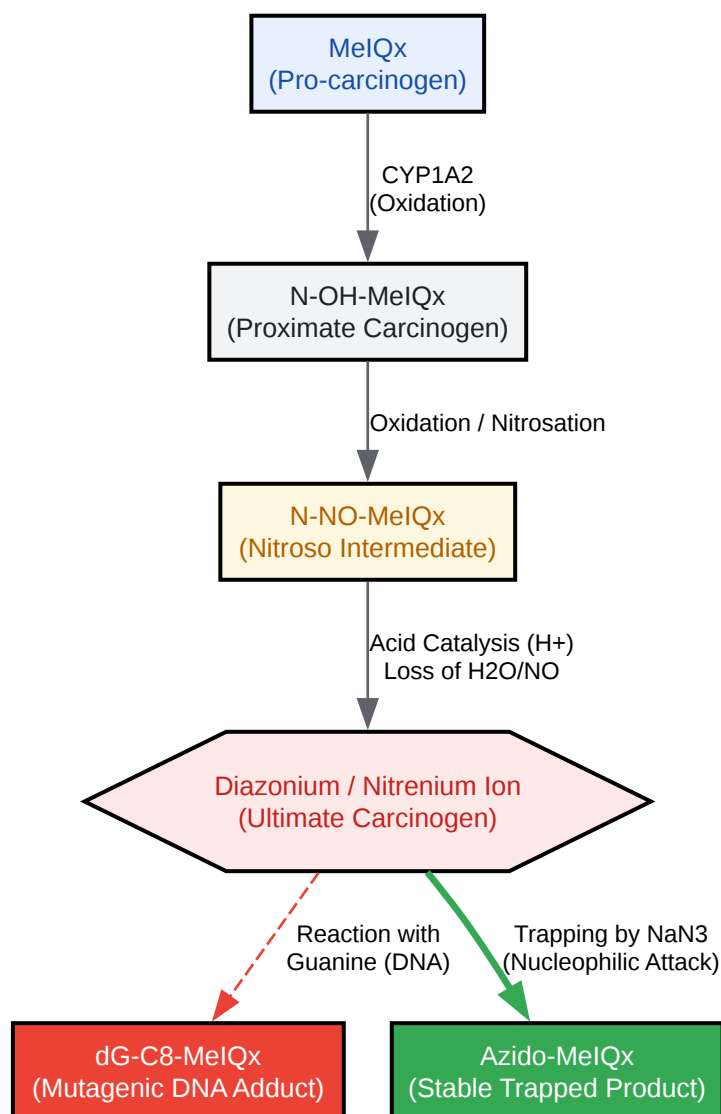 MeIQx
(Pro-carcinogen)
CYP1A2
(Oxidation)
N-OH-MeIQx
(Proximate Carcinogen)
Oxidation / Nitrosation
N-NO-MeIQx
(Nitroso Intermediate)
Acid Catalysis (H+)
Loss of H2O/NO
Diazonium / Nitrenium Ion
(Ultimate Carcinogen)
Reaction with
Guanine (DNA)
Trapping by NaN3
(Nucleophilic Attack)
dG-C8-MeIQx
(Mutagenic DNA Adduct)
Azido-MeIQx
(Stable Trapped Product)